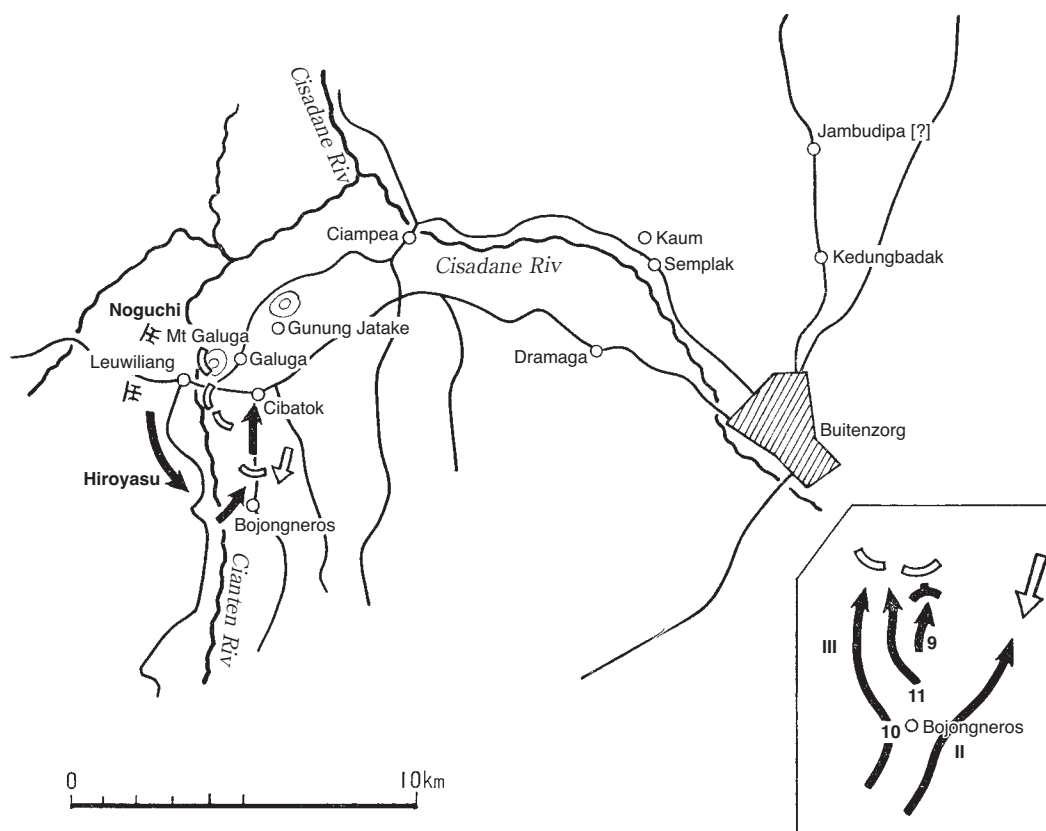 Cisadane Riv
Jambudipa [?]
Ciampea
Kaum
Cisadane Riv
Semplak
Kedungbadak
Noguchi
Mt Galuga
Gunung Jatake
Leuwiliang
Galuga
Dramaga
Cibatok
Buitenzorg
Hiroyasu
Bojongneros
Cianten Riv
III
9
11
10
Bojongneros
II
0
10km